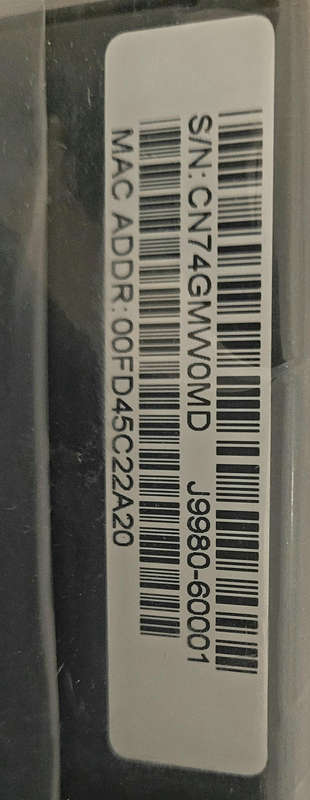 S/N: CN74GMW0MD J9980-60001
MAC ADDR:00FD45C22A20